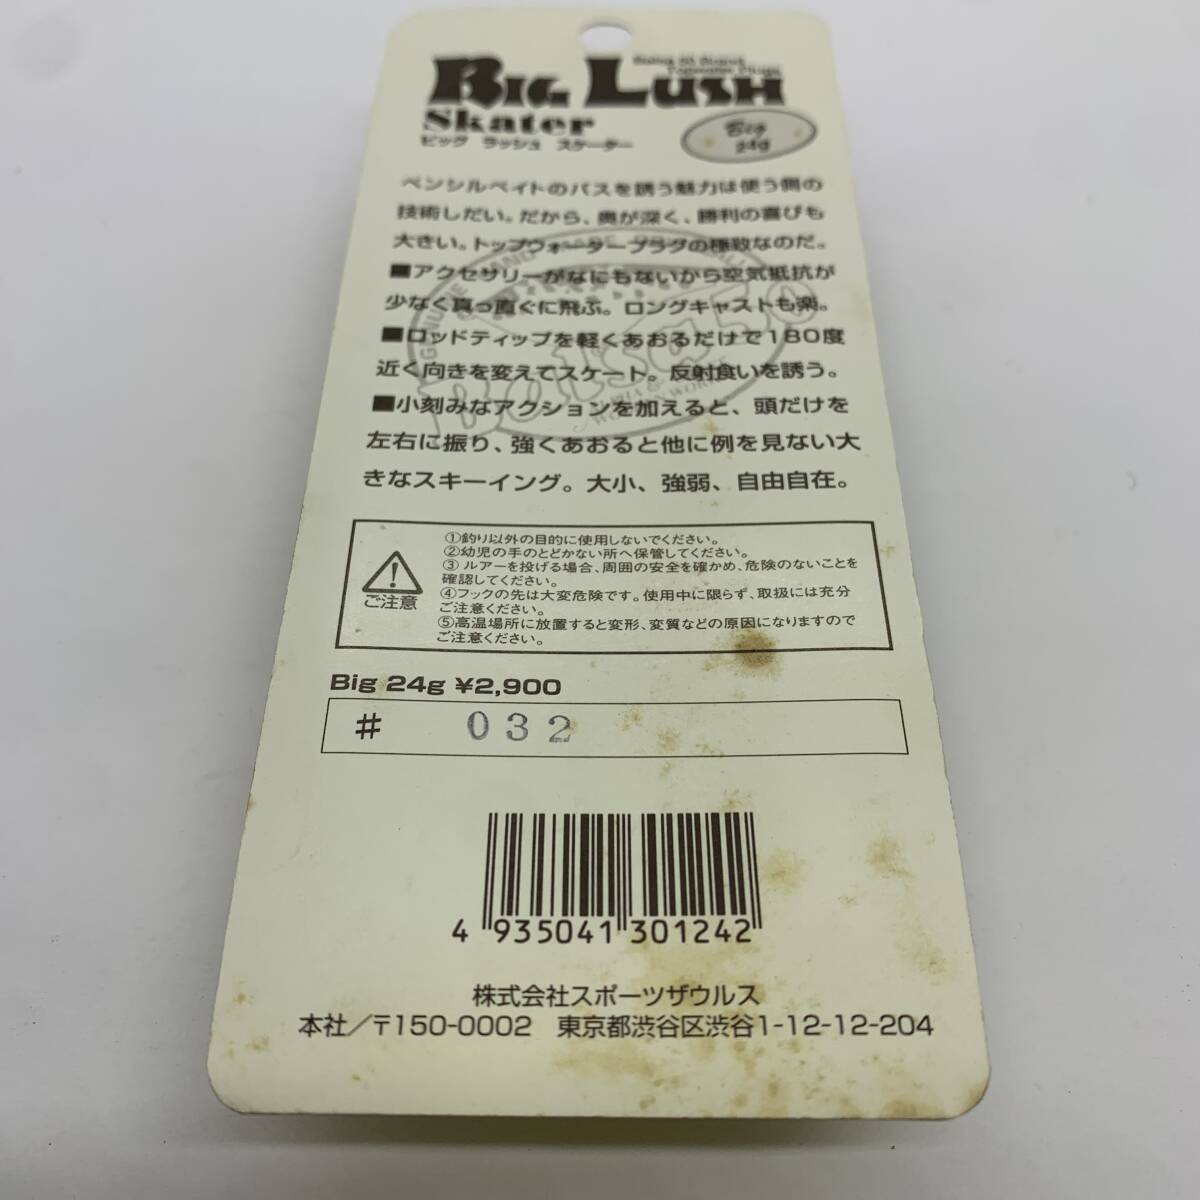 BIG LUSH
Skater
ビッグ ラッシュ スケーター
Big
24g
ペンシルベイトのバスを誘う魅力は使う側の
技術しだい。だから、奥が深く、勝利の喜びも
大きい。トップウォータープラグの極致なのだ。
■アクセサリーがなにもないから空気抵抗が
少なく真っ直ぐに飛ぶ。ロングキャストも楽。
■ロッドティップを軽くあおるだけで180度
近く向きを変えてスケート。反射食いを誘う。
■小刻みなアクションを加えると、頭だけを
左右に振り、強くあおると他に例を見ない大
きなスキーイング。大小、強弱、自由自在。
Balsa50
ご注意
①釣り以外の目的に使用しないでください。
②幼児の手のとどかない所へ保管してください。
③ルアーを投げる場合、周囲の安全を確かめ、危険のないことを
確認してください。
④フックの先は大変危険です。使用中に限らず、取扱には充分
ご注意ください。
⑤高温場所に放置すると変形、変質などの原因になりますので
ご注意ください。
Big 24g ¥2,900
# 032
4 935041 301242
株式会社スポーツザウルス
本社／〒150-0002 東京都渋谷区渋谷1-12-12-204